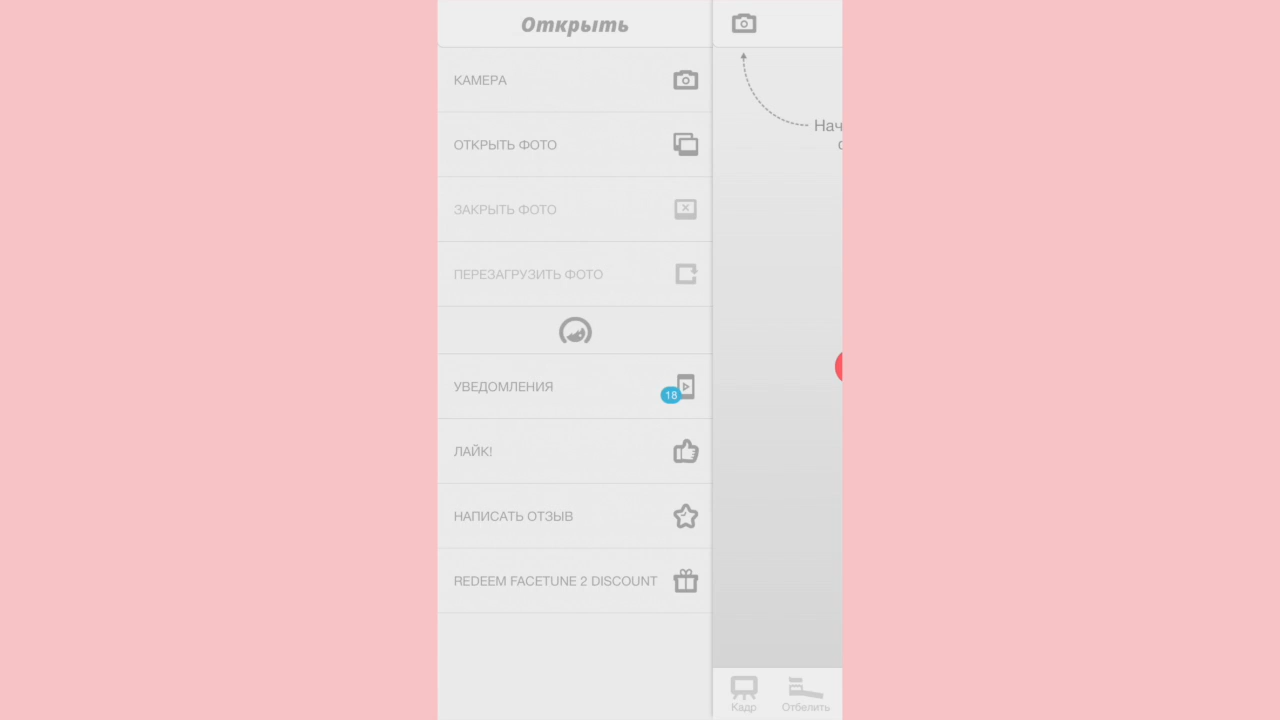 Открыть
КАМЕРА
ОТКРЫТЬ ФОТО
ЗАКРЫТЬ ФОТО
ПЕРЕЗАГРУЗИТЬ ФОТО
УВЕДОМЛЕНИЯ
18
ЛАЙК!
НАПИСАТЬ ОТЗЫВ
REDEEM FACETUNE 2 DISCOUNT
Нач
Кадр
Отбелить